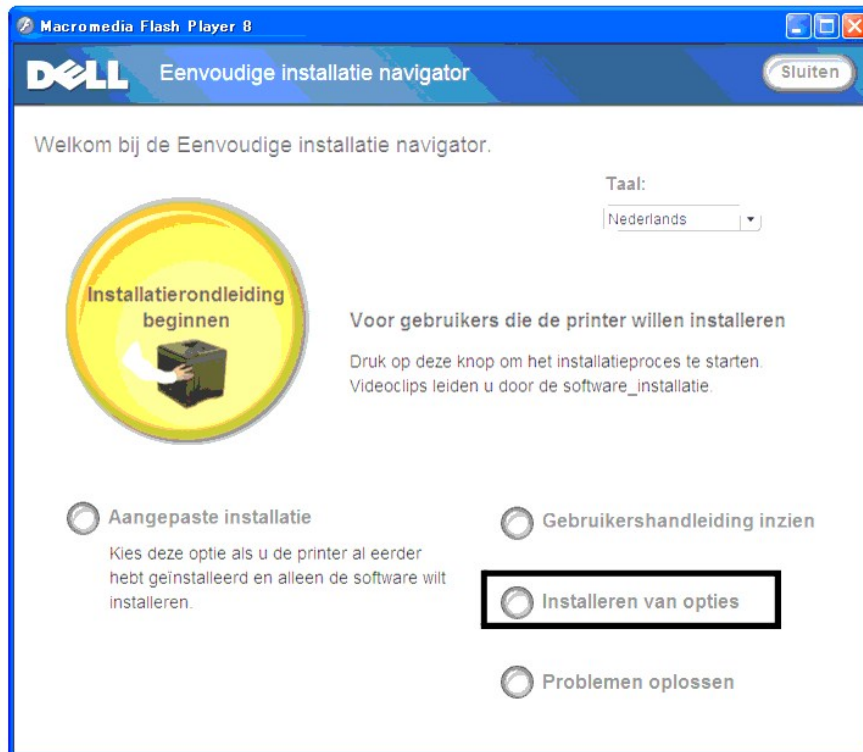 Macromedia Flash Player 8
DELL Eenvoudige installatie navigator
Sluiten
Welkom bij de Eenvoudige installatie navigator.
Taal:
Nederlands
Installatierondleiding
beginnen
Voor gebruikers die de printer willen installeren
Druk op deze knop om het installatieproces te starten.
Videoclips leiden u door de software_installatie.
Aangepaste installatie
Kies deze optie als u de printer al eerder
hebt geïnstalleerd en alleen de software wilt
installeren.
Gebruikershandleiding inzien
Installeren van opties
Problemen oplossen